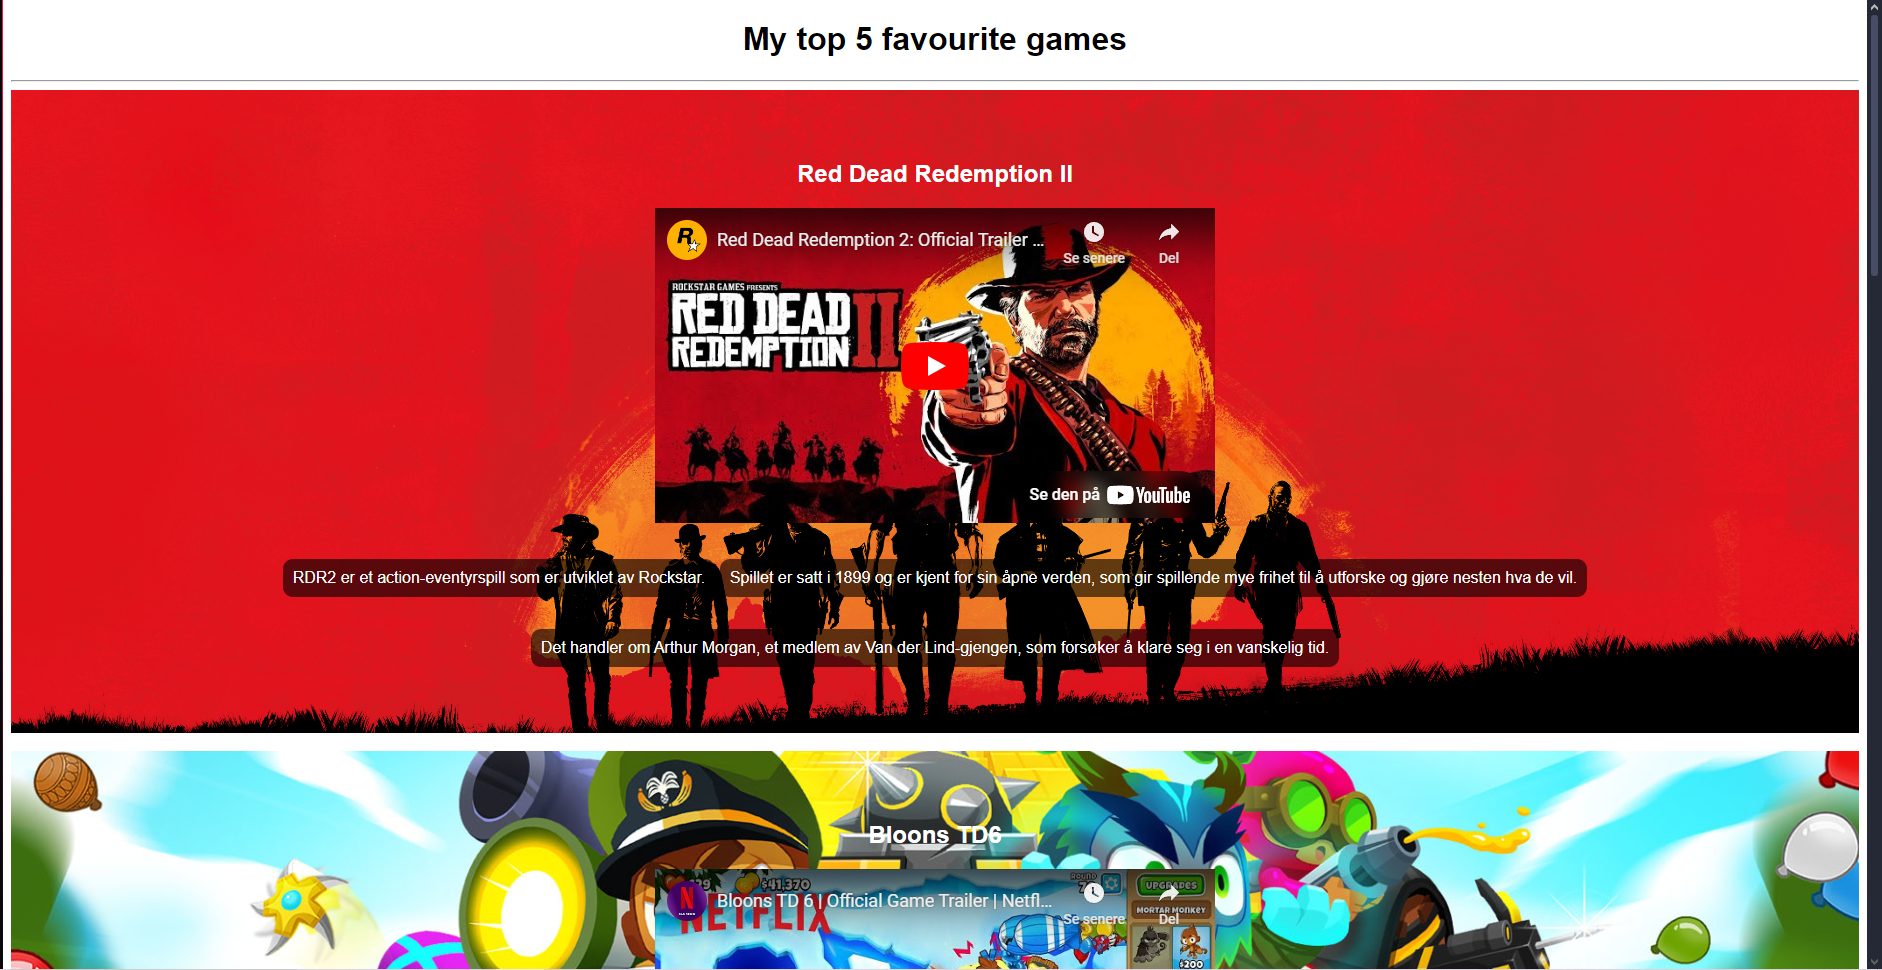 My top 5 favourite games
Red Dead Redemption II
Red Dead Redemption 2: Official Trailer ...
Se senere
Del
ROCKSTAR GAMES PRESENTS
RED DEAD
REDEMPTION II
Se den på YouTube
RDR2 er et action-eventyrspill som er utviklet av Rockstar.
Spillet er satt i 1899 og er kjent for sin åpne verden, som gir spillende mye frihet til å utforske og gjøre nesten hva de vil.
Det handler om Arthur Morgan, et medlem av Van der Lind-gjengen, som forsøker å klare seg i en vanskelig tid.
Bloons TD6
$41,370
ROUND
UPGRADES
Bloons TD 6 | Official Game Trailer | Netfl...
Se senere
Del
NETFLIX
MORTAR MONKEY
$200